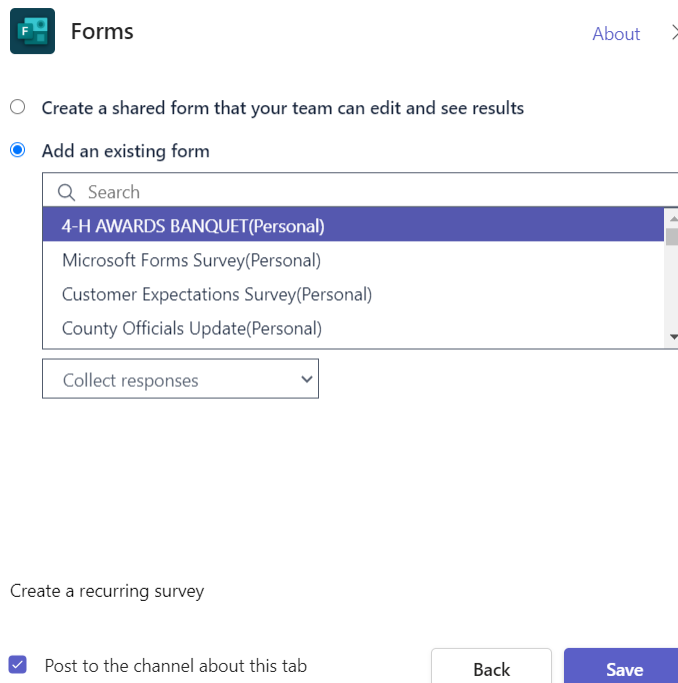 F
Forms
About
Create a shared form that your team can edit and see results
Add an existing form
Search
4-H AWARDS BANQUET(Personal)
Microsoft Forms Survey(Personal)
Customer Expectations Survey(Personal)
County Officials Update(Personal)
Collect responses
Create a recurring survey
Post to the channel about this tab
Back
Save